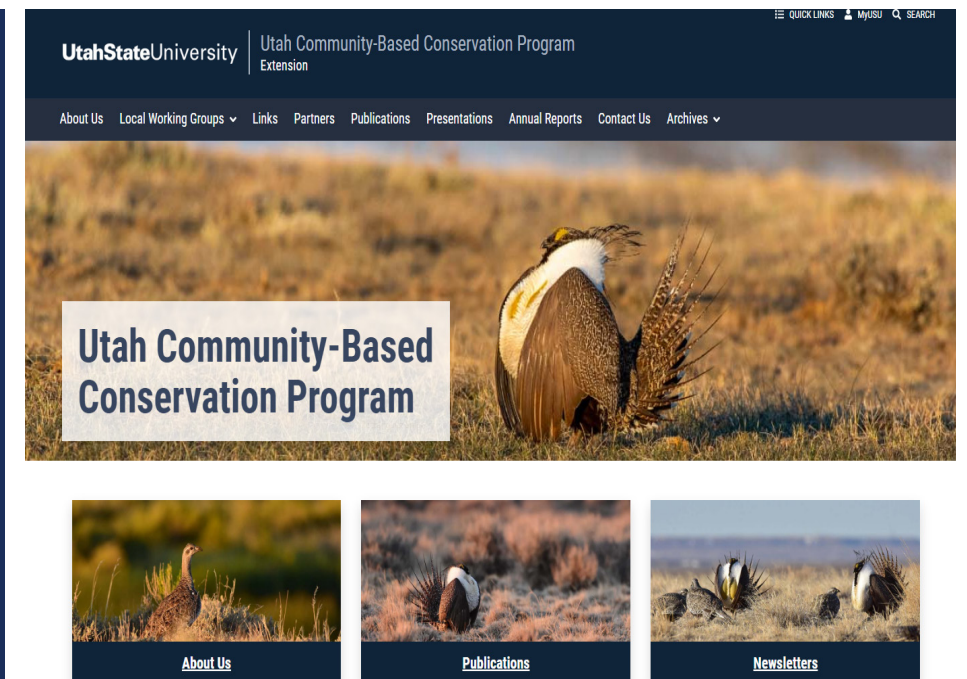 QUICK LINKS MyUSU SEARCH
UtahStateUniversity
Utah Community-Based Conservation Program
Extension
About Us Local Working Groups Links Partners Publications Presentations Annual Reports Contact Us Archives
Utah Community-Based
Conservation Program
About Us Publications Newsletters